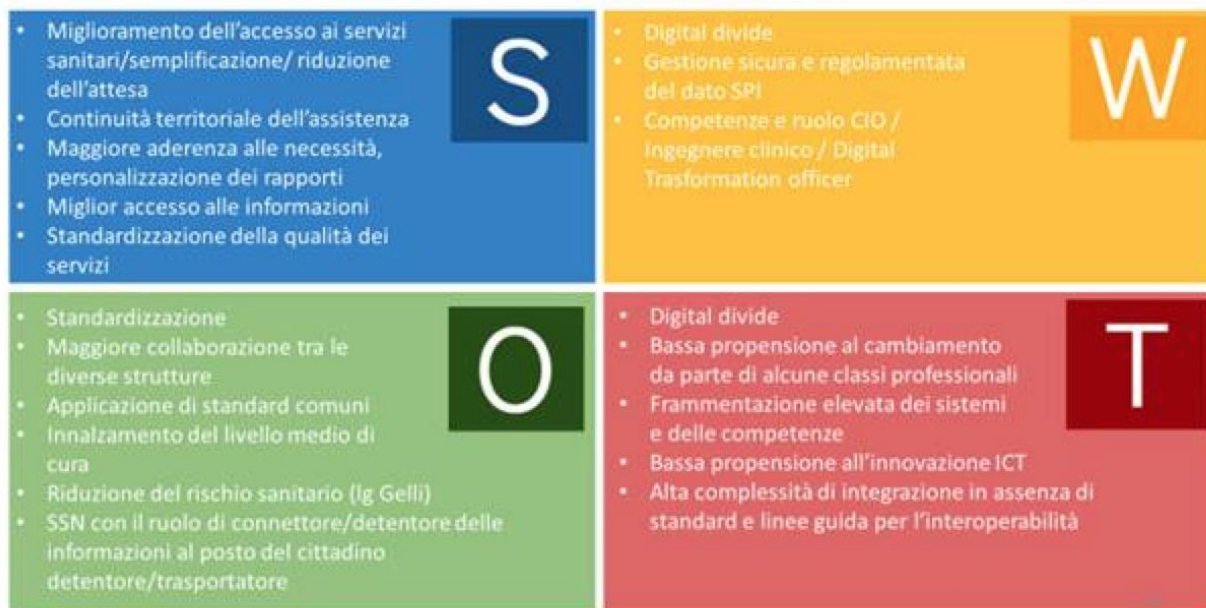 • Miglioramento dell'accesso ai servizi
sanitari/semplificazione/ riduzione
dell'attesa
• Continuità territoriale dell'assistenza
• Maggiore aderenza alle necessità,
personalizzazione dei rapporti
• Miglior accesso alle informazioni
• Standardizzazione della qualità dei
servizi
S
• Digital divide
• Gestione sicura e regolamentata
del dato SPI
• Competenze e ruolo CIO /
Ingegnere clinico / Digital
Trasformation officer
W
• Standardizzazione
• Maggiore collaborazione tra le
diverse strutture
• Applicazione di standard comuni
• Innalzamento del livello medio di
cura
• Riduzione del rischio sanitario (lg Gelli)
• SSN con il ruolo di connettore/detentore delle
informazioni al posto del cittadino
detentore/trasportatore
O
• Digital divide
• Bassa propensione al cambiamento
da parte di alcune classi professionali
• Frammentazione elevata dei sistemi
e delle competenze
• Bassa propensione all'innovazione ICT
• Alta complessità di integrazione in assenza di
standard e linee guida per l'interoperabilità
T